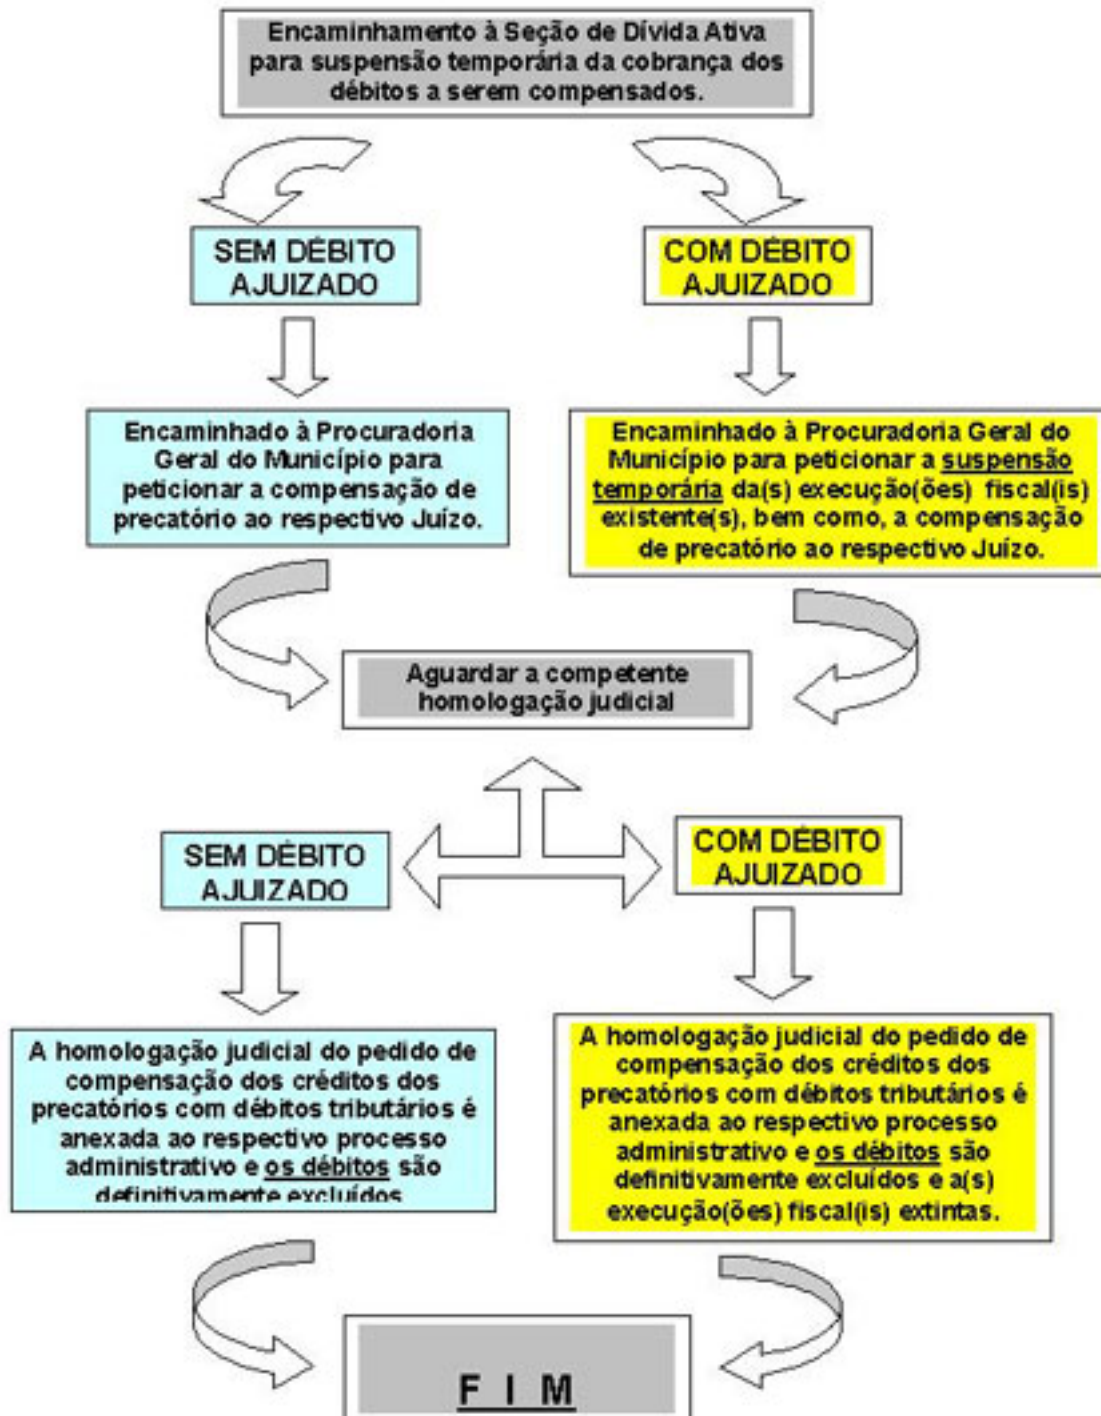 Encaminhamento à Seção de Dívida Ativa
para suspensão temporária da cobrança dos
débitos a serem compensados.
SEM DÉBITO
AJUIZADO
COM DÉBITO
AJUIZADO
Encaminhado à Procuradoria
Geral do Município para
peticionar a compensação de
precatório ao respectivo Juízo.
Encaminhado à Procuradoria Geral do
Município para peticionar a suspensão
temporária da(s) execução(ões) fiscal(is)
existente(s), bem como, a compensação
de precatório ao respectivo Juízo.
Aguardar a competente
homologação judicial
SEM DÉBITO
AJUIZADO
COM DÉBITO
AJUIZADO
A homologação judicial do pedido de
compensação dos créditos dos
precatórios com débitos tributários é
anexada ao respectivo processo
administrativo e os débitos são
definitivamente excluídos
A homologação judicial do pedido de
compensação dos créditos dos
precatórios com débitos tributários é
anexada ao respectivo processo
administrativo e os débitos são
definitivamente excluídos e a(s)
execução(ões) fiscal(is) extintas.
F I M